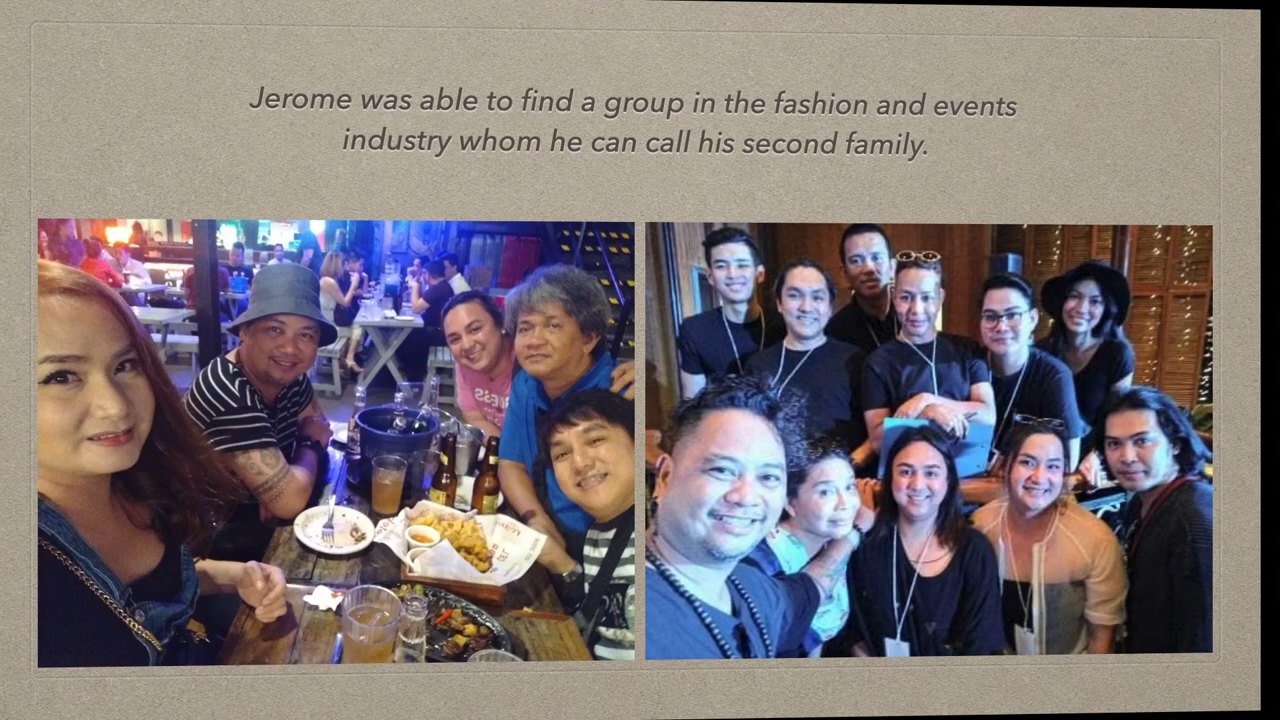 Jerome was able to find a group in the fashion and events
industry whom he can call his second family.